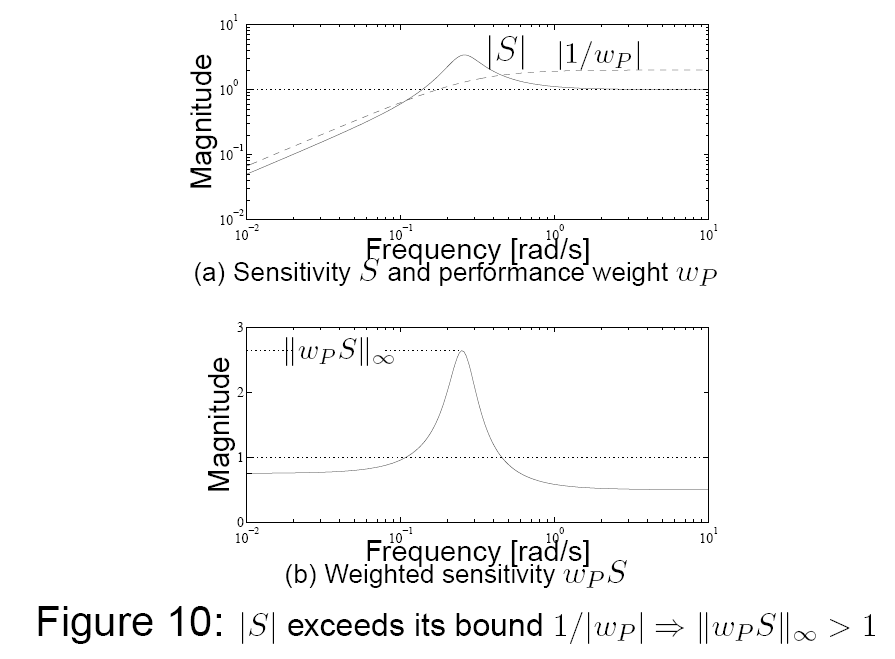 10^1
10^0
10^-1
10^-2
Magnitude
|S| |1/w_P|
10^-2 10^-1 10^0 10^1
Frequency [rad/s]
(a) Sensitivity S and performance weight w_P
3
2
1
0
Magnitude
‖w_P S‖_∞
10^-2 10^-1 10^0 10^1
Frequency [rad/s]
(b) Weighted sensitivity w_P S
Figure 10: |S| exceeds its bound 1/|w_P| ⇒ ‖w_P S‖_∞ > 1